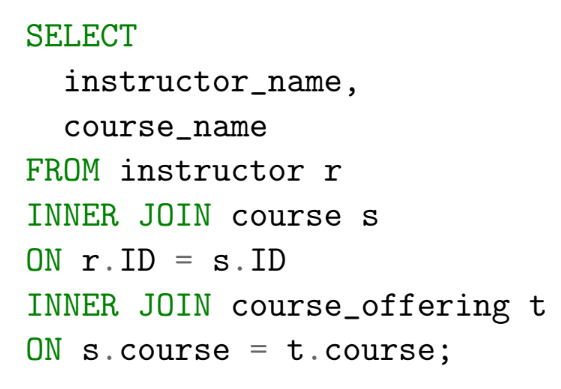 SELECT
instructor_name,
course_name
FROM instructor r
INNER JOIN course s
ON r.ID = s.ID
INNER JOIN course_offering t
ON s.course = t.course;